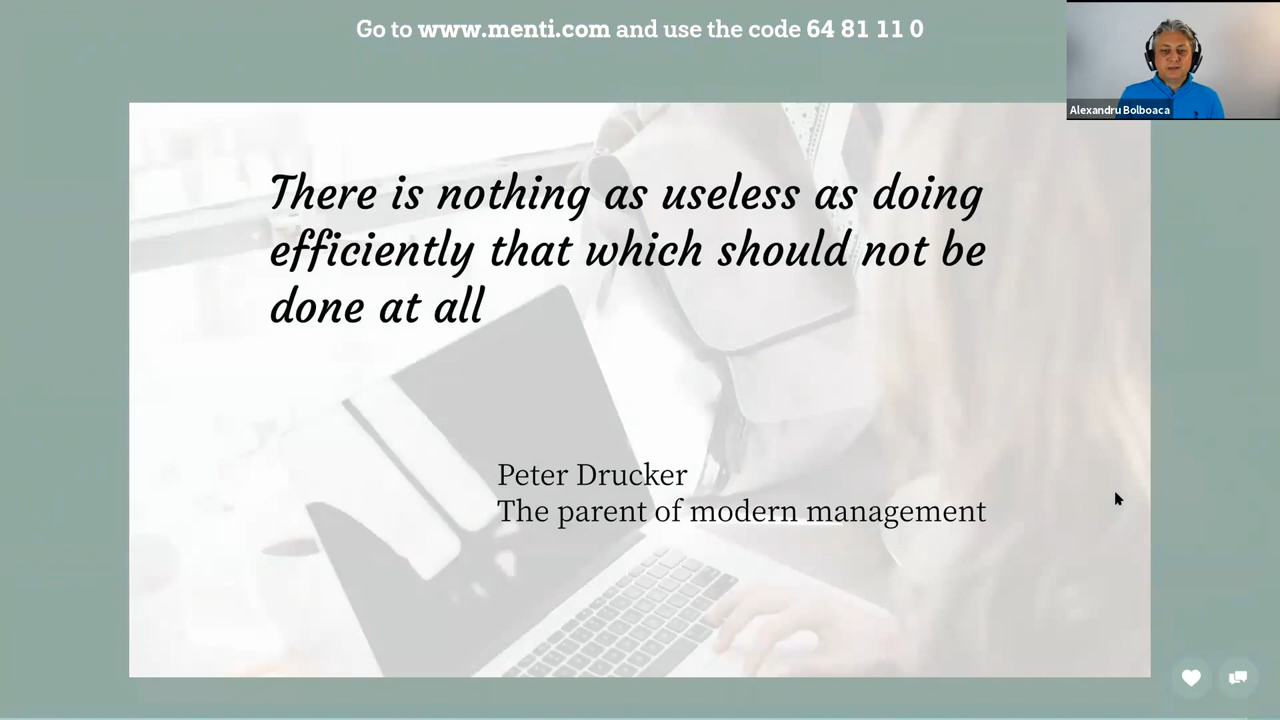 Go to www.menti.com and use the code 64 81 11 0
Alexandru Bolboaca
There is nothing as useless as doing
efficiently that which should not be
done at all
Peter Drucker
The parent of modern management